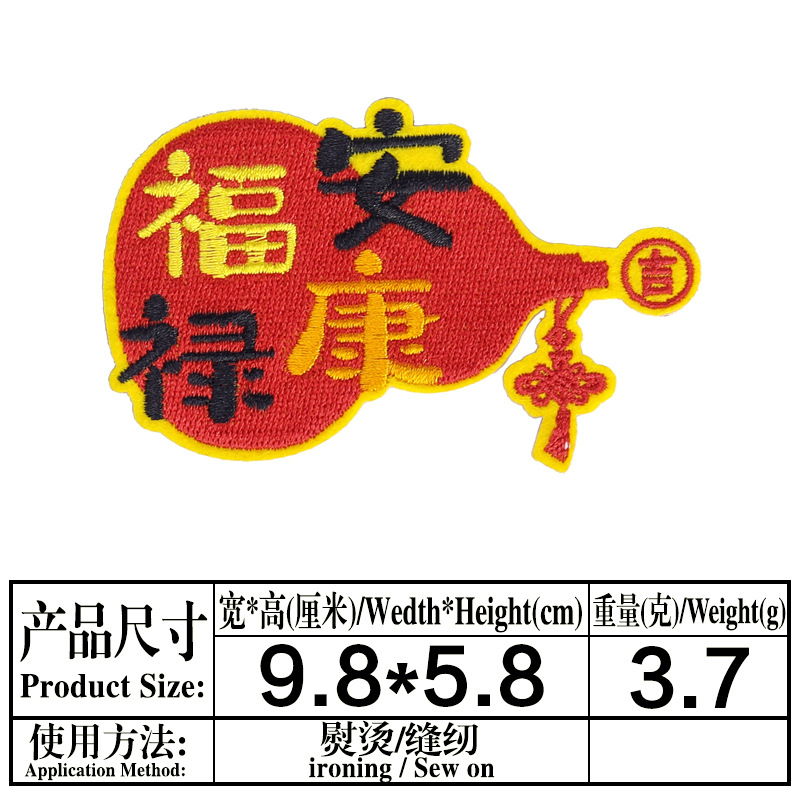 福
安
禄
康
吉
产品尺寸
Product Size:
宽*高(厘米)/Wedth*Height(cm)
重量(克)/Weight(g)
9.8*5.8
3.7
使用方法:
Application Method:
熨烫/缝纫
ironing / Sew on